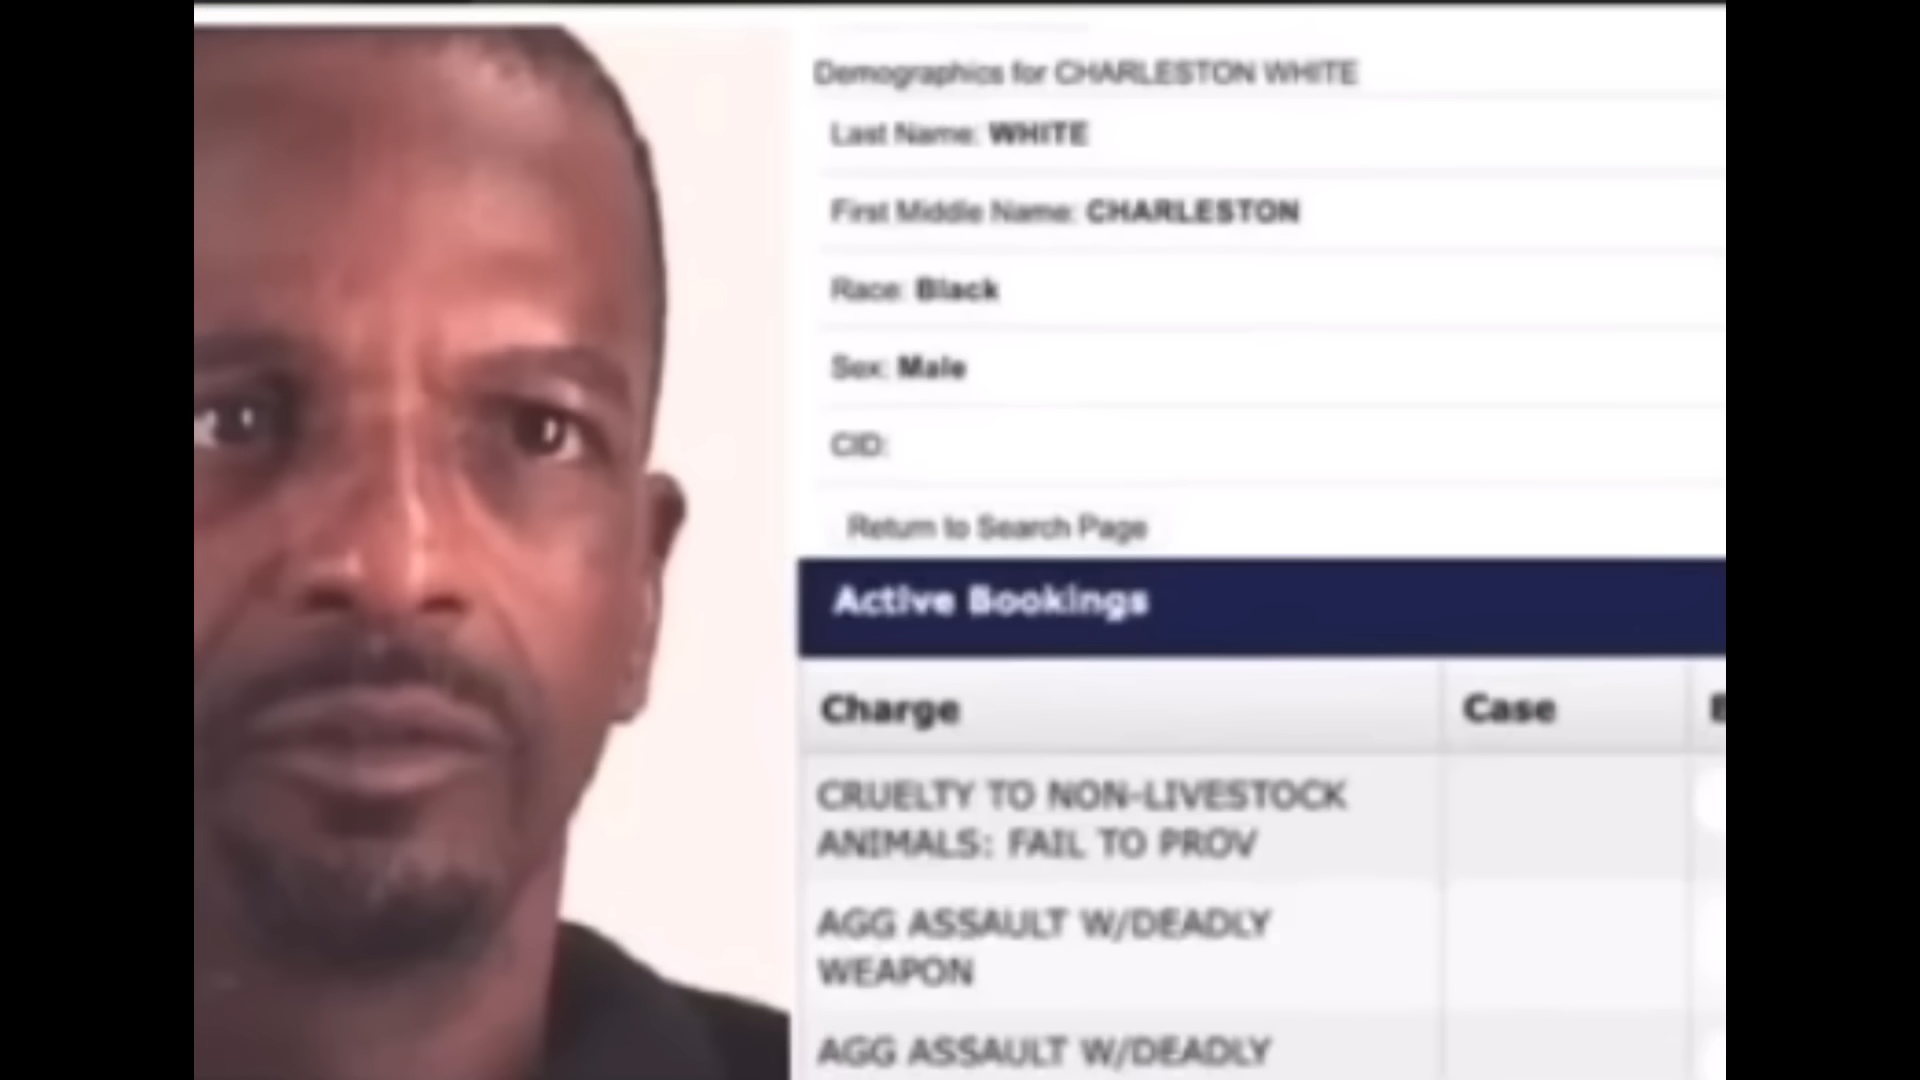 Demographics for CHARLESTON WHITE
Last Name: WHITE
First Middle Name: CHARLESTON
Race: Black
Sex: Male
CID:
Return to Search Page
Active Bookings
Charge Case
CRUELTY TO NON-LIVESTOCK
ANIMALS: FAIL TO PROV
AGG ASSAULT W/DEADLY
WEAPON
AGG ASSAULT W/DEADLY